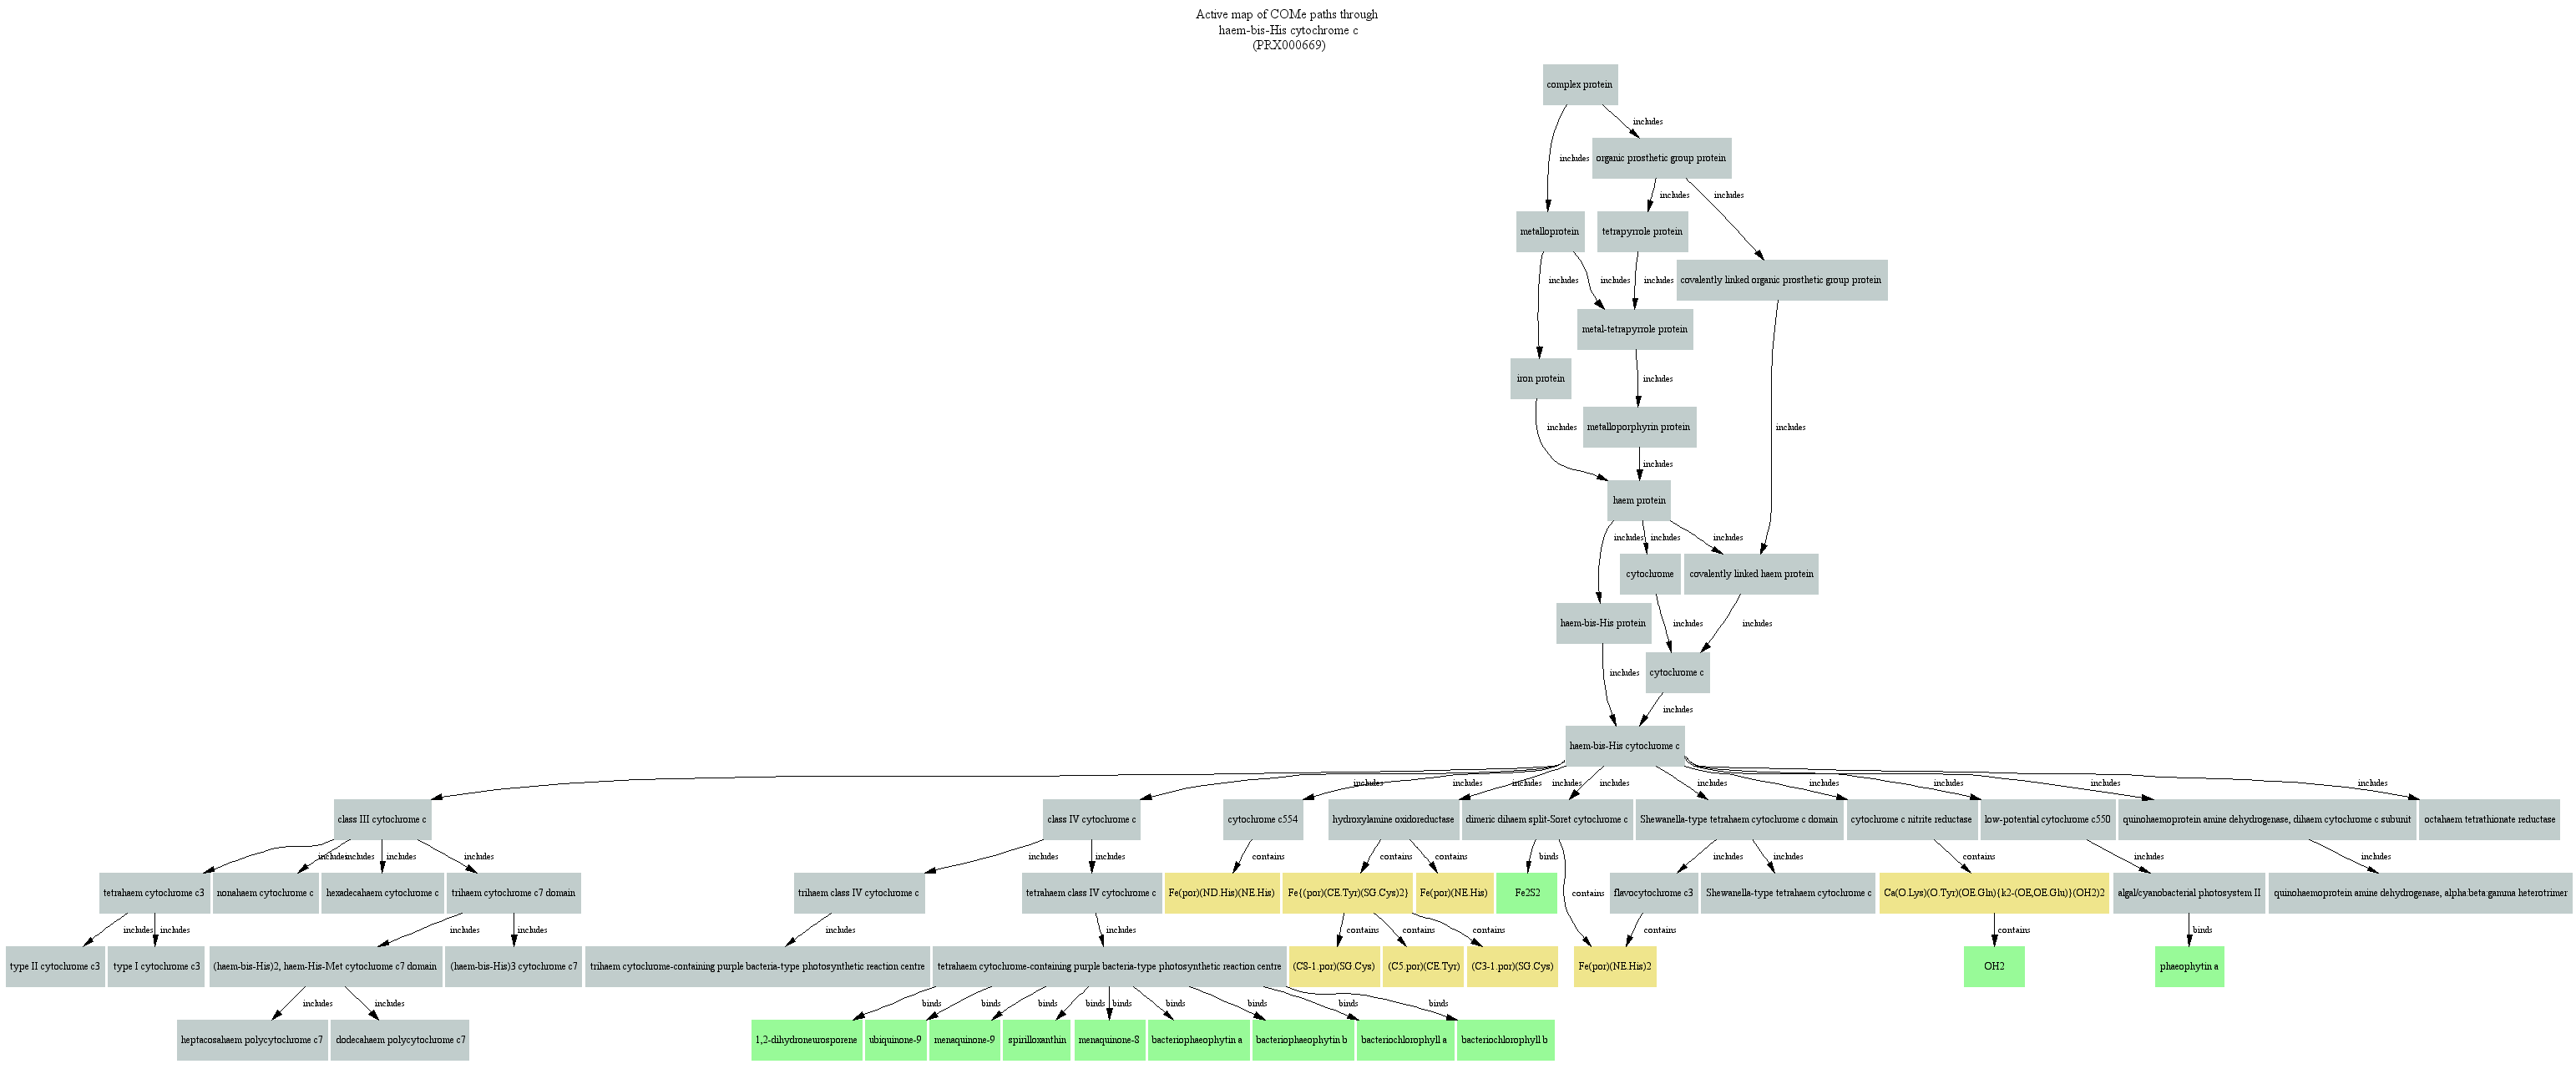 Active map of COMe paths through
haem-bis-His cytochrome c
(PRX000669)
complex protein
includes
organic prosthetic group protein
includes
includes
includes
metalloprotein
tetrapyrrole protein
covalently linked organic prosthetic group protein
includes
includes
includes
metal-tetrapyrrole protein
iron protein
includes
metalloporphyrin protein
includes
includes
includes
haem protein
includes
includes
includes
cytochrome
covalently linked haem protein
haem-bis-His protein
includes
includes
cytochrome c
includes
includes
haem-bis-His cytochrome c
includes
includes
includes
includes
includes
includes
includes
includes
includes
includes
class III cytochrome c
class IV cytochrome c
cytochrome c554
hydroxylamine oxidoreductase
dimeric dihaem split-Soret cytochrome c
Shewanella-type tetrahaem cytochrome c domain
cytochrome c nitrite reductase
low-potential cytochrome c550
quinohaemoprotein amine dehydrogenase, dihaem cytochrome c subunit
octahaem tetrathionate reductase
includes
includes
includes
includes
includes
includes
contains
contains
contains
binds
contains
includes
includes
contains
includes
includes
tetrahaem cytochrome c3
nonahaem cytochrome c
hexadecahaem cytochrome c
trihaem cytochrome c7 domain
trihaem class IV cytochrome c
tetrahaem class IV cytochrome c
Fe(por)(ND.His)(NE.His)
Fe{(por)(CE.Tyr)(SG.Cys)2}
Fe(por)(NE.His)
Fe2S2
flavocytochrome c3
Shewanella-type tetrahaem cytochrome c
Ca(O.Lys)(O.Tyr)(OE.Glu){k2-(OE,OE.Glu)}(OH2)2
algal/cyanobacterial photosystem II
quinohaemoprotein amine dehydrogenase, alpha:beta:gamma heterotrimer
includes
includes
includes
includes
includes
includes
contains
contains
contains
contains
contains
binds
type II cytochrome c3
type I cytochrome c3
(haem-bis-His)2, haem-His-Met cytochrome c7 domain
(haem-bis-His)3 cytochrome c7
trihaem cytochrome-containing purple bacteria-type photosynthetic reaction centre
tetrahaem cytochrome-containing purple bacteria-type photosynthetic reaction centre
(C8-1.por)(SG.Cys)
(C5.por)(CE.Tyr)
(C3-1.por)(SG.Cys)
Fe(por)(NE.His)2
OH2
phaeophytin a
includes
includes
binds
binds
binds
binds
binds
binds
binds
binds
binds
heptacosahaem polycytochrome c7
dodecahaem polycytochrome c7
1,2-dihydroneurosporene
ubiquinone-9
menaquinone-9
spirilloxanthin
menaquinone-8
bacteriophaeophytin a
bacteriophaeophytin b
bacteriochlorophyll a
bacteriochlorophyll b